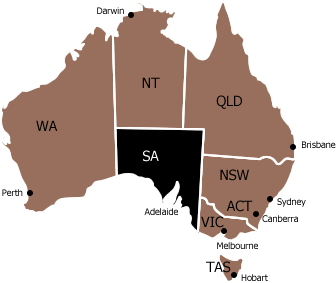 Darwin
NT
QLD
WA
Brisbane
SA
NSW
Perth
Sydney
ACT
Adelaide
Canberra
VIC
Melbourne
TAS
Hobart